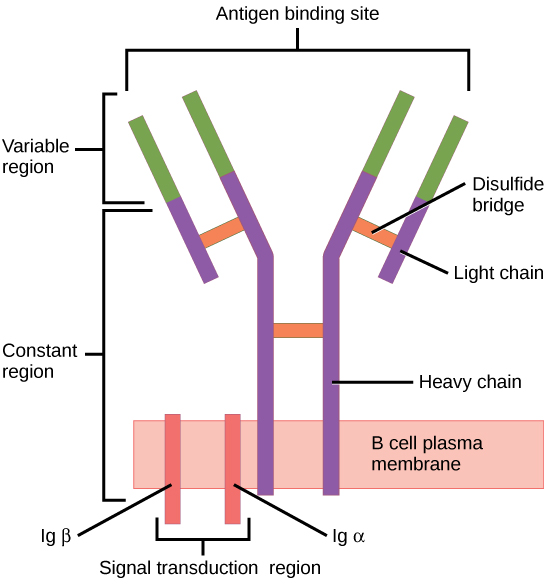 Antigen binding site
Variable
region
Disulfide
bridge
Light chain
Constant
region
Heavy chain
B cell plasma
membrane
Ig β
Ig α
Signal transduction region